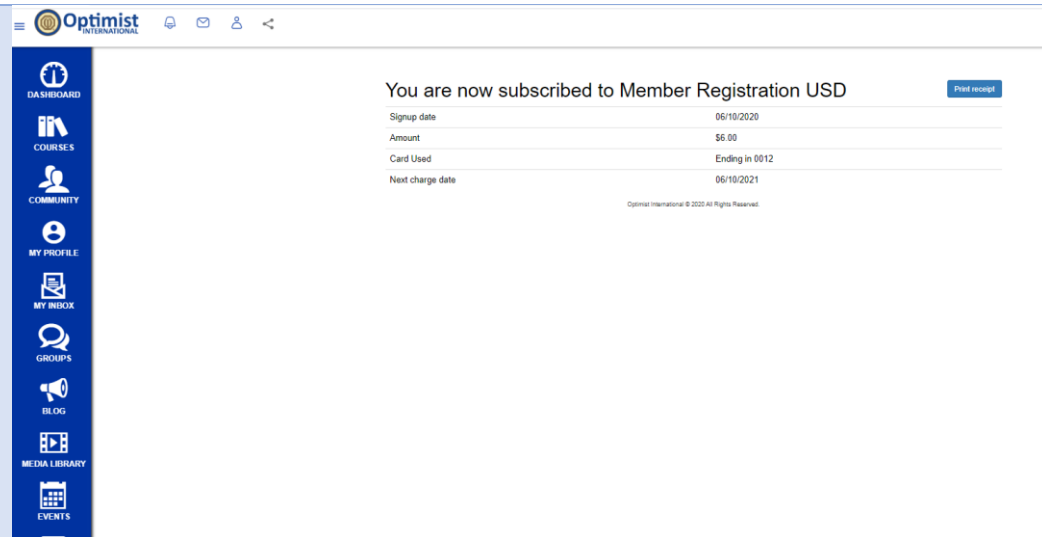 Optimist
INTERNATIONAL
DASHBOARD
COURSES
COMMUNITY
MY PROFILE
MY INBOX
GROUPS
BLOG
MEDIA LIBRARY
EVENTS
You are now subscribed to Member Registration USD
Print receipt
Signup date 06/10/2020
Amount $6.00
Card Used Ending in 0012
Next charge date 06/10/2021
Optimist International © 2020 All Rights Reserved.